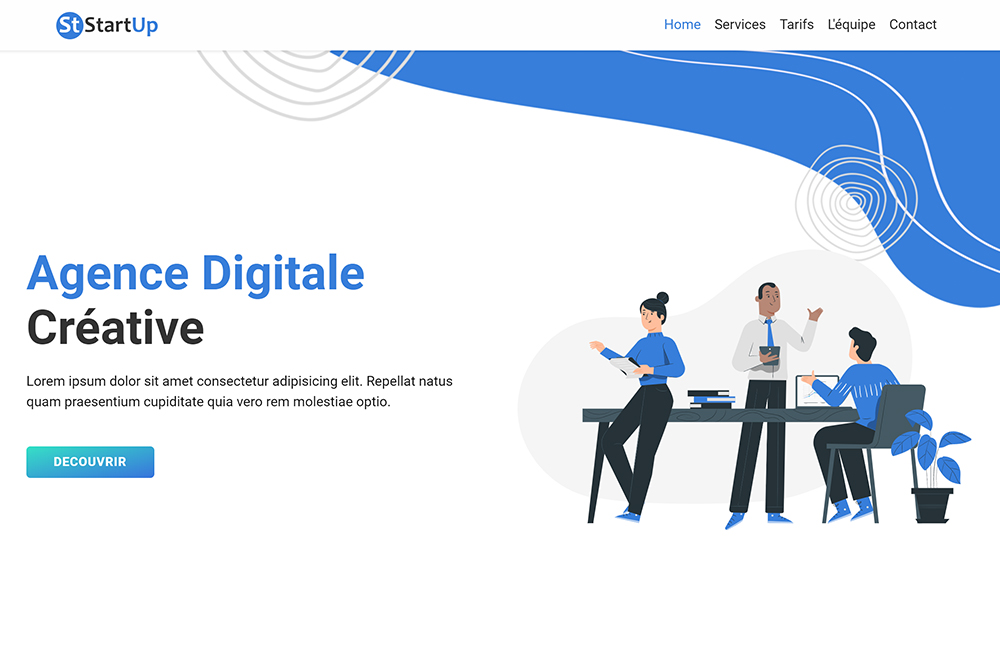 St StartUp
Home Services Tarifs L'équipe Contact
Agence Digitale
Créative
Lorem ipsum dolor sit amet consectetur adipisicing elit. Repellat natus
quam praesentium cupiditate quia vero rem molestiae optio.
DECOUVRIR